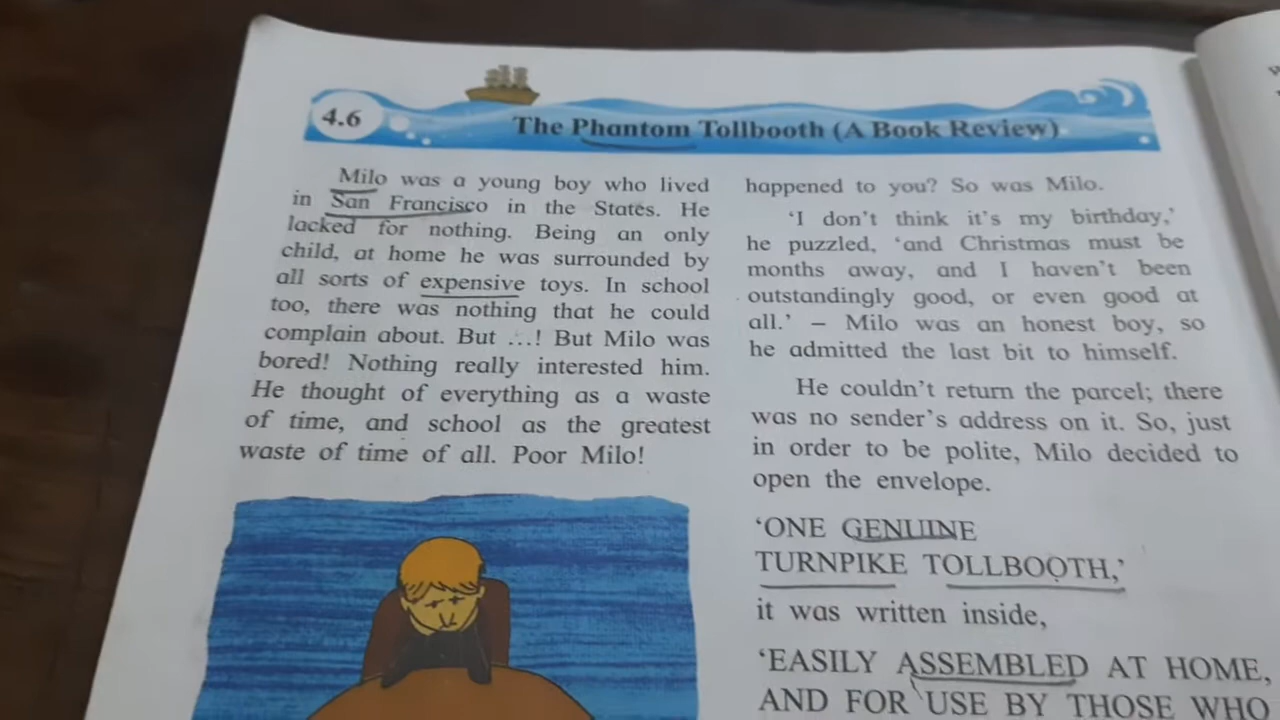 4.6
The Phantom Tollbooth (A Book Review)
Milo was a young boy who lived
in San Francisco in the States. He
lacked for nothing. Being an only
child, at home he was surrounded by
all sorts of expensive toys. In school
too, there was nothing that he could
complain about. But ...! But Milo was
bored! Nothing really interested him.
He thought of everything as a waste
of time, and school as the greatest
waste of time of all. Poor Milo!
happened to you? So was Milo.
‘I don’t think it’s my birthday,’
he puzzled, ‘and Christmas must be
months away, and I haven’t been
outstandingly good, or even good at
all.’ – Milo was an honest boy, so
he admitted the last bit to himself.
He couldn’t return the parcel; there
was no sender’s address on it. So, just
in order to be polite, Milo decided to
open the envelope.
‘ONE GENUINE
TURNPIKE TOLLBOOTH,’
it was written inside,
‘EASILY ASSEMBLED AT HOME,
AND FOR USE BY THOSE WHO